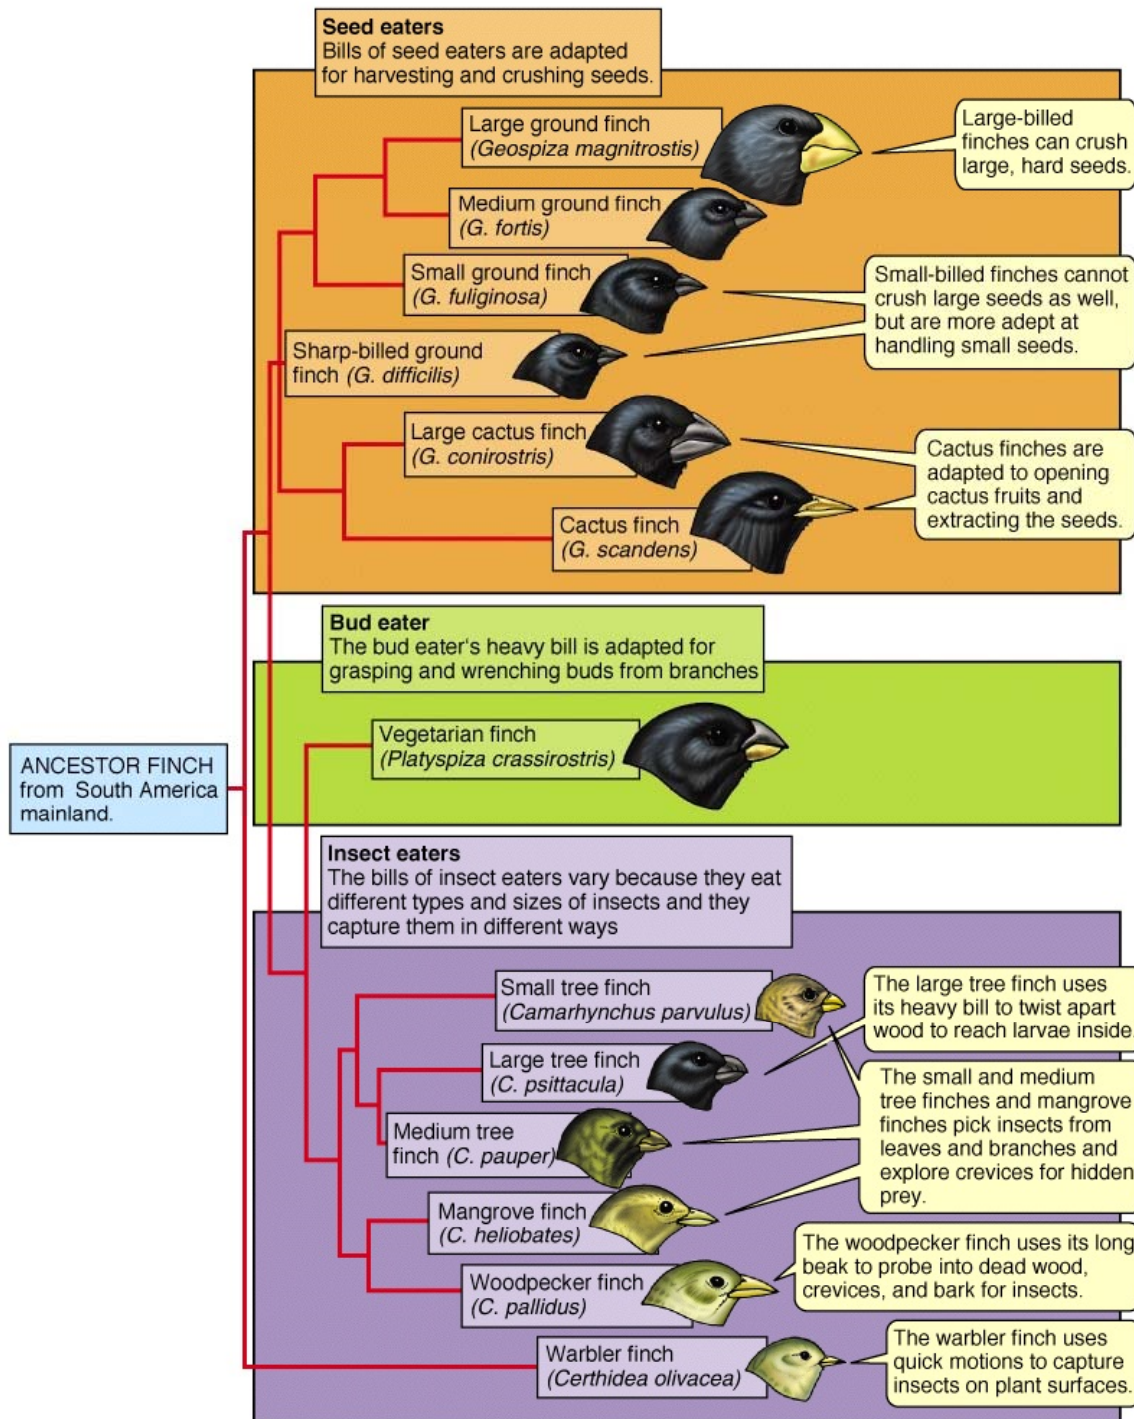 Seed eaters
Bills of seed eaters are adapted
for harvesting and crushing seeds.
Large ground finch
(Geospiza magnitrostis)
Large-billed
finches can crush
large, hard seeds.
Medium ground finch
(G. fortis)
Small ground finch
(G. fuliginosa)
Small-billed finches cannot
crush large seeds as well,
but are more adept at
handling small seeds.
Sharp-billed ground
finch (G. difficilis)
Large cactus finch
(G. conirostris)
Cactus finches are
adapted to opening
cactus fruits and
extracting the seeds.
Cactus finch
(G. scandens)
Bud eater
The bud eater‘s heavy bill is adapted for
grasping and wrenching buds from branches
Vegetarian finch
(Platyspiza crassirostris)
ANCESTOR FINCH
from South America
mainland.
Insect eaters
The bills of insect eaters vary because they eat
different types and sizes of insects and they
capture them in different ways
Small tree finch
(Camarhynchus parvulus)
The large tree finch uses
its heavy bill to twist apart
wood to reach larvae inside.
Large tree finch
(C. psittacula)
The small and medium
tree finches and mangrove
finches pick insects from
leaves and branches and
explore crevices for hidden
prey.
Medium tree
finch (C. pauper)
Mangrove finch
(C. heliobates)
The woodpecker finch uses its long
beak to probe into dead wood,
crevices, and bark for insects.
Woodpecker finch
(C. pallidus)
Warbler finch
(Certhidea olivacea)
The warbler finch uses
quick motions to capture
insects on plant surfaces.